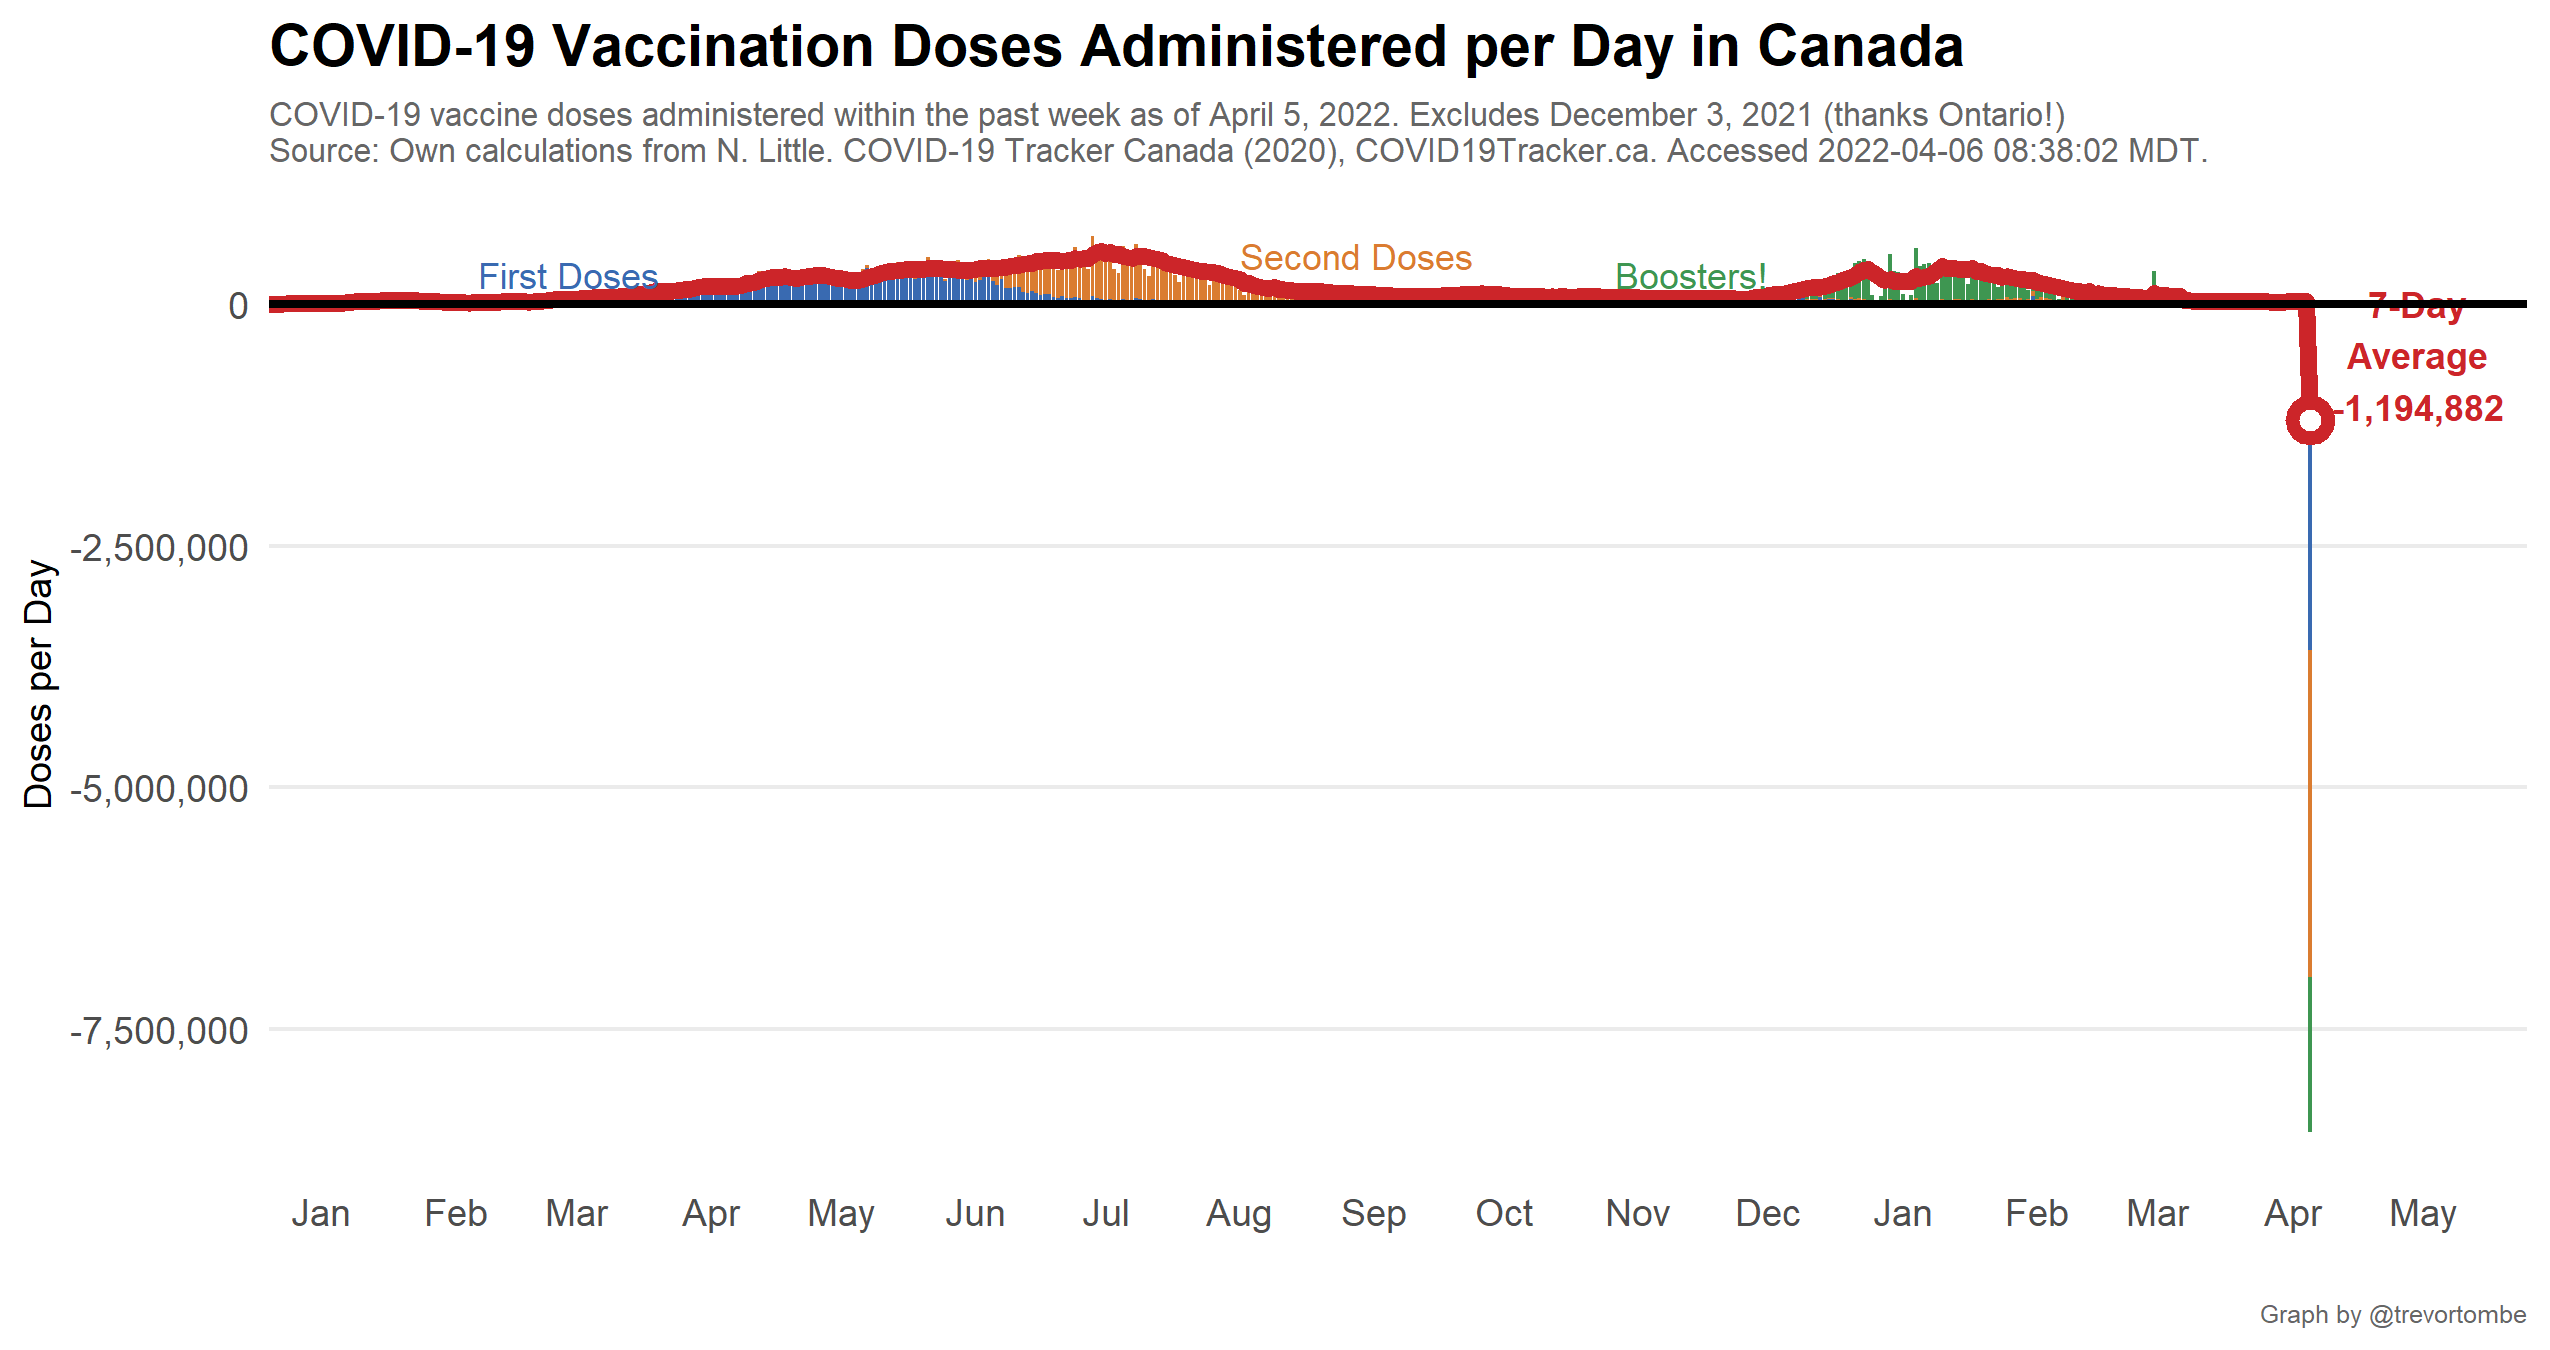 COVID-19 Vaccination Doses Administered per Day in Canada
COVID-19 vaccine doses administered within the past week as of April 5, 2022. Excludes December 3, 2021 (thanks Ontario!)
Source: Own calculations from N. Little. COVID-19 Tracker Canada (2020), COVID19Tracker.ca. Accessed 2022-04-06 08:38:02 MDT.
Second Doses
First Doses
Boosters!
0
7-Day
Average
-1,194,882
-2,500,000
-5,000,000
-7,500,000
Doses per Day
Jan Feb Mar Apr May Jun Jul Aug Sep Oct Nov Dec Jan Feb Mar Apr May
Graph by @trevortombe